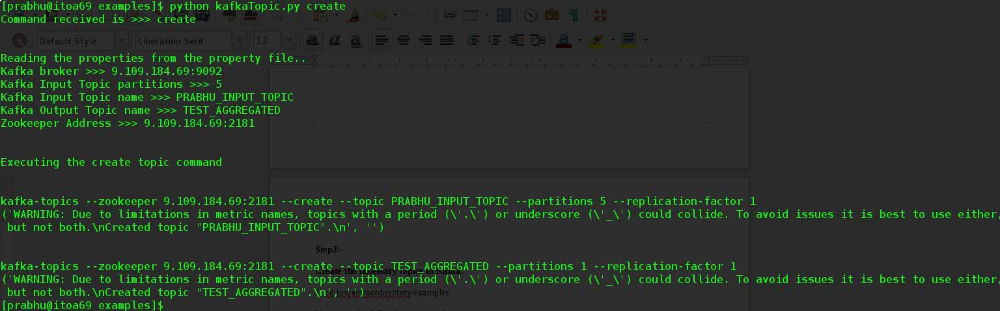 [prabhu@itoa69 examples]$ python kafkaTopic.py create
Command received is >>> create
Default Style
Liberation Serif
12
Reading the properties from the property file..
Kafka broker >>> 9.109.184.69:9092
Kafka Input Topic partitions >>> 5
Kafka Input Topic name >>> PRABHU_INPUT_TOPIC
Kafka Output Topic name >>> TEST_AGGREGATED
Zookeeper Address >>> 9.109.184.69:2181
Executing the create topic command
kafka-topics --zookeeper 9.109.184.69:2181 --create --topic PRABHU_INPUT_TOPIC --partitions 5 --replication-factor 1
('WARNING: Due to limitations in metric names, topics with a period (\'.\') or underscore (\'_\') could collide. To avoid issues it is best to use either,
but not both.\nCreated topic "PRABHU_INPUT_TOPIC".\n', '')
Step3:-
kafka-topics --zookeeper 9.109.184.69:2181 --create --topic TEST_AGGREGATED --partitions 1 --replication-factor 1
Create the necessary topics in Kafka.
('WARNING: Due to limitations in metric names, topics with a period (\'.\') or underscore (\'_\') could collide. To avoid issues it is best to use either,
but not both.\nCreated topic "TEST_AGGREGATED".\n', '')
projectrootdirectory/examples
[prabhu@itoa69 examples]$